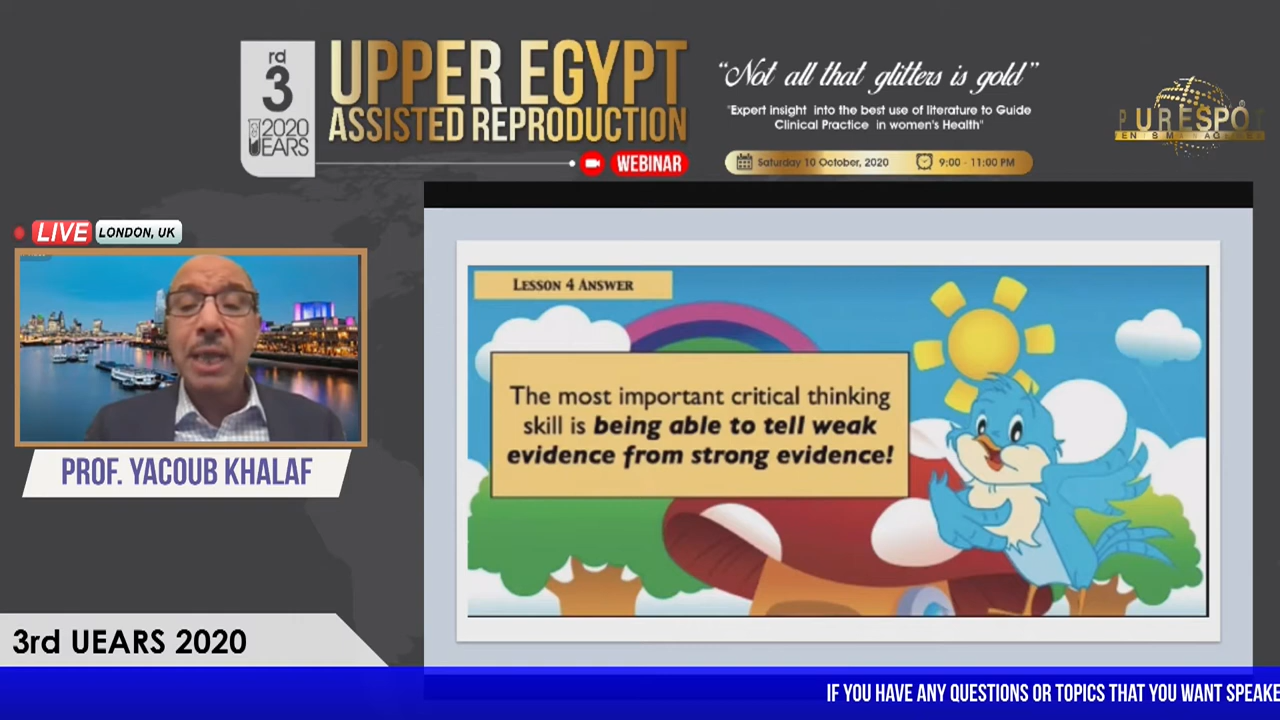 rd
3
2020
UEARS
UPPER EGYPT
ASSISTED REPRODUCTION
WEBINAR
“Not all that glitters is gold”
"Expert insight into the best use of literature to Guide
Clinical Practice in women's Health"
Saturday 10 October, 2020
9:00 - 11:00 PM
PURESPOT
LIVE
LONDON, UK
PROF. YACOUB KHALAF
LESSON 4 ANSWER
The most important critical thinking
skill is being able to tell weak
evidence from strong evidence!
3rd UEARS 2020
IF YOU HAVE ANY QUESTIONS OR TOPICS THAT YOU WANT SPEAKE